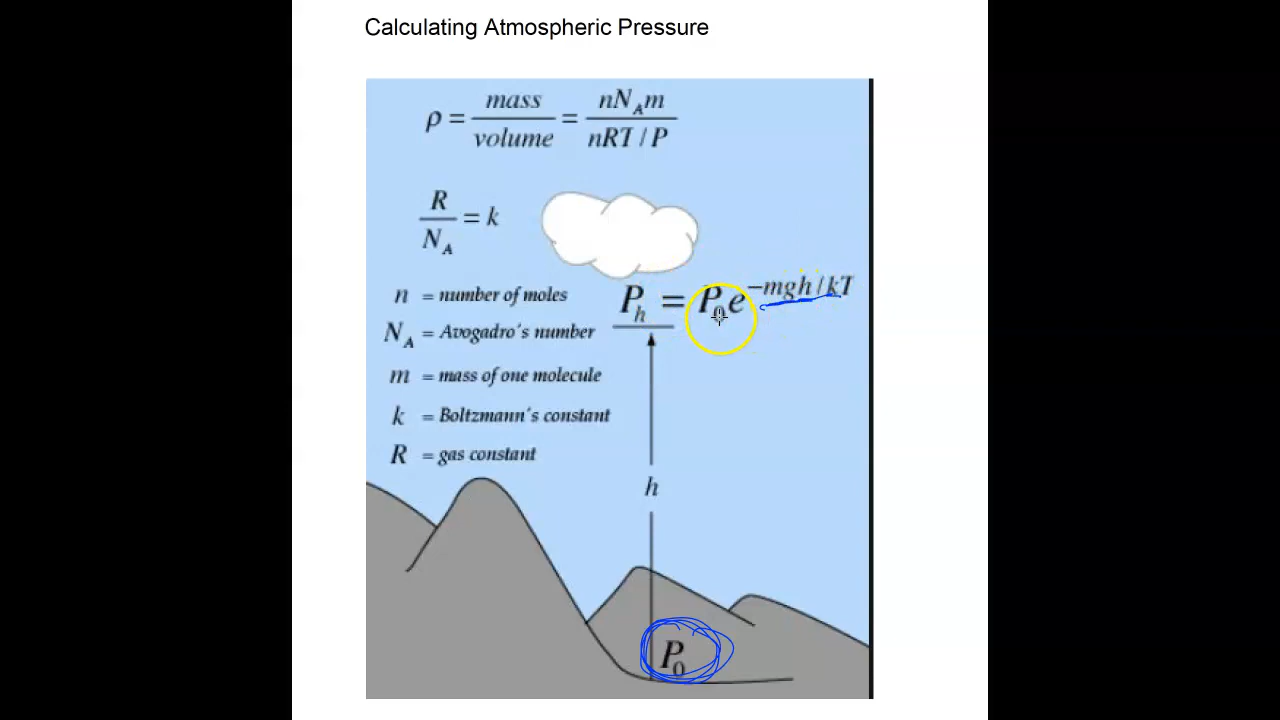 Calculating Atmospheric Pressure
ρ = mass / volume = nN_A m / nRT / P
R / N_A = k
n = number of moles
P_h = P_0 e^{-mgh/kT}
N_A = Avogadro's number
m = mass of one molecule
k = Boltzmann's constant
R = gas constant
h
P_0